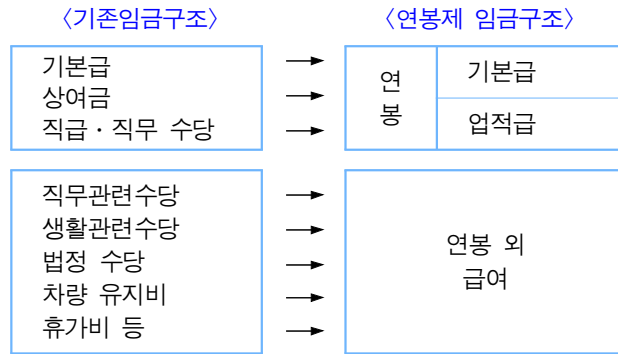 〈기존임금구조〉
〈연봉제 임금구조〉
기본급
상여금
직급·직무 수당
연봉
기본급
업적급
직무관련수당
생활관련수당
법정 수당
차량 유지비
휴가비 등
연봉 외
급여